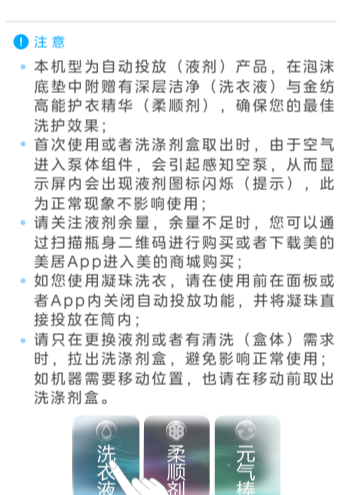 注意
本机型为自动投放（液剂）产品，在泡沫
底垫中附赠有深层洁净（洗衣液）与金纺
高能护衣精华（柔顺剂），确保您的最佳
洗护效果；
首次使用或者洗涤剂盒取出时，由于空气
进入泵体组件，会引起感知空泵，从而显
示屏内会出现液剂图标闪烁（提示），此
为正常现象不影响使用；
请关注液剂余量，余量不足时，您可以通
过扫描瓶身二维码进行购买或者下载美的
美居App进入美的商城购买；
如您使用凝珠洗衣，请在使用前在面板或
者App内关闭自动投放功能，并将凝珠直
接投放在筒内；
请只在更换液剂或者有清洗（盒体）需求
时，拉出洗涤剂盒，避免影响正常使用；
如机器需要移动位置，也请在移动前取出
洗涤剂盒。
洗衣液
柔顺剂
元气棒